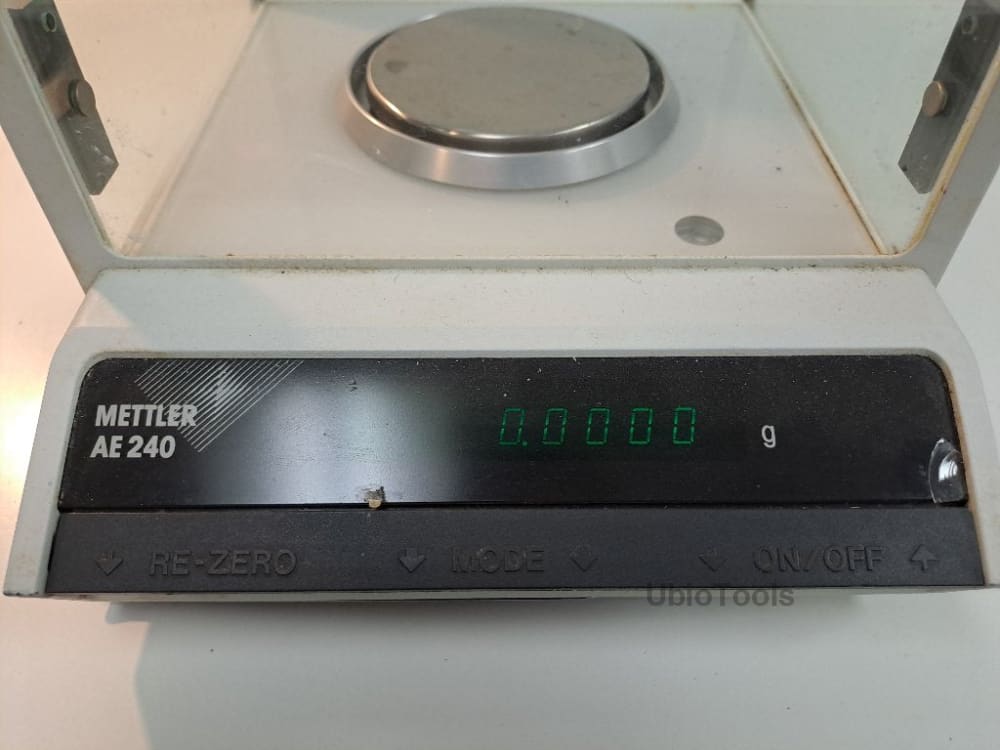 METTLER
AE 240
0.0000 g
↓ RE-ZERO ↓ MODE ↓ ↓ ON/OFF ↑
UbioTools